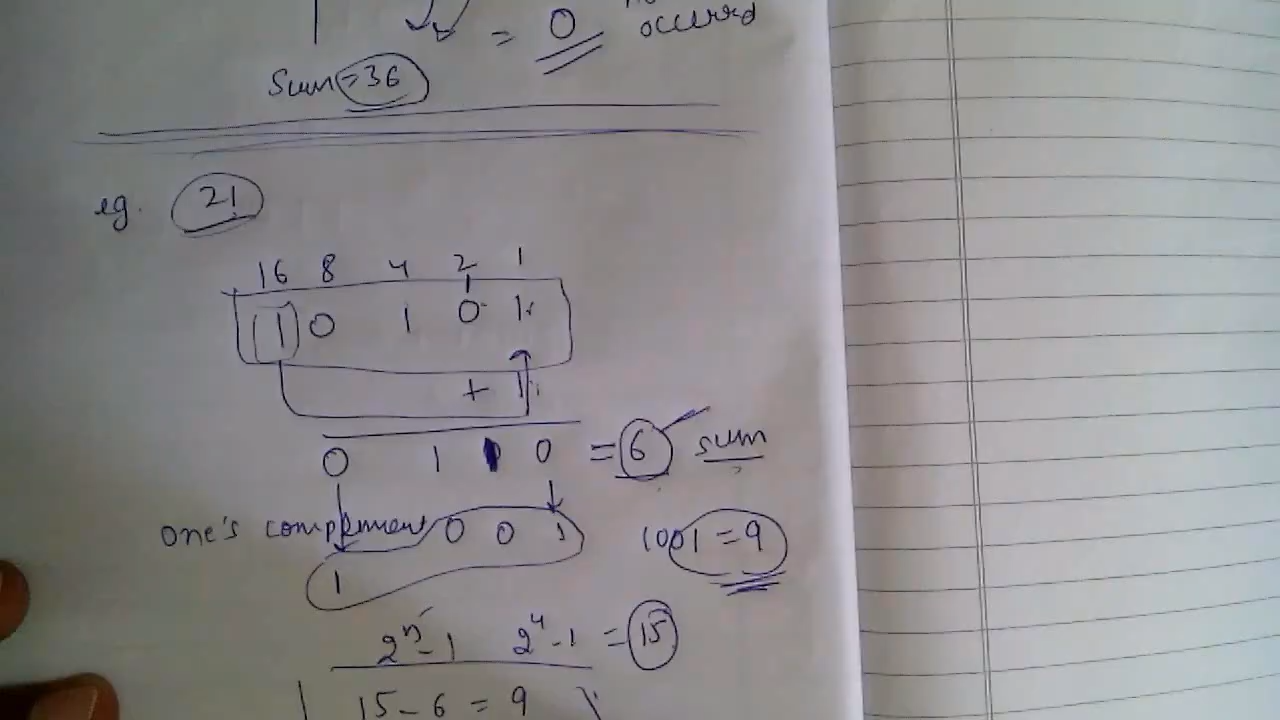 = 0
occurrd
Sum = 36
eg. 21
16 8 4 2 1
1 0 1 0 1
+ 1
0 1 1 0 = 6 sum
one's complement 0 0 1 1001 = 9
1
2^n - 1 2^4 - 1 = 15
15 - 6 = 9